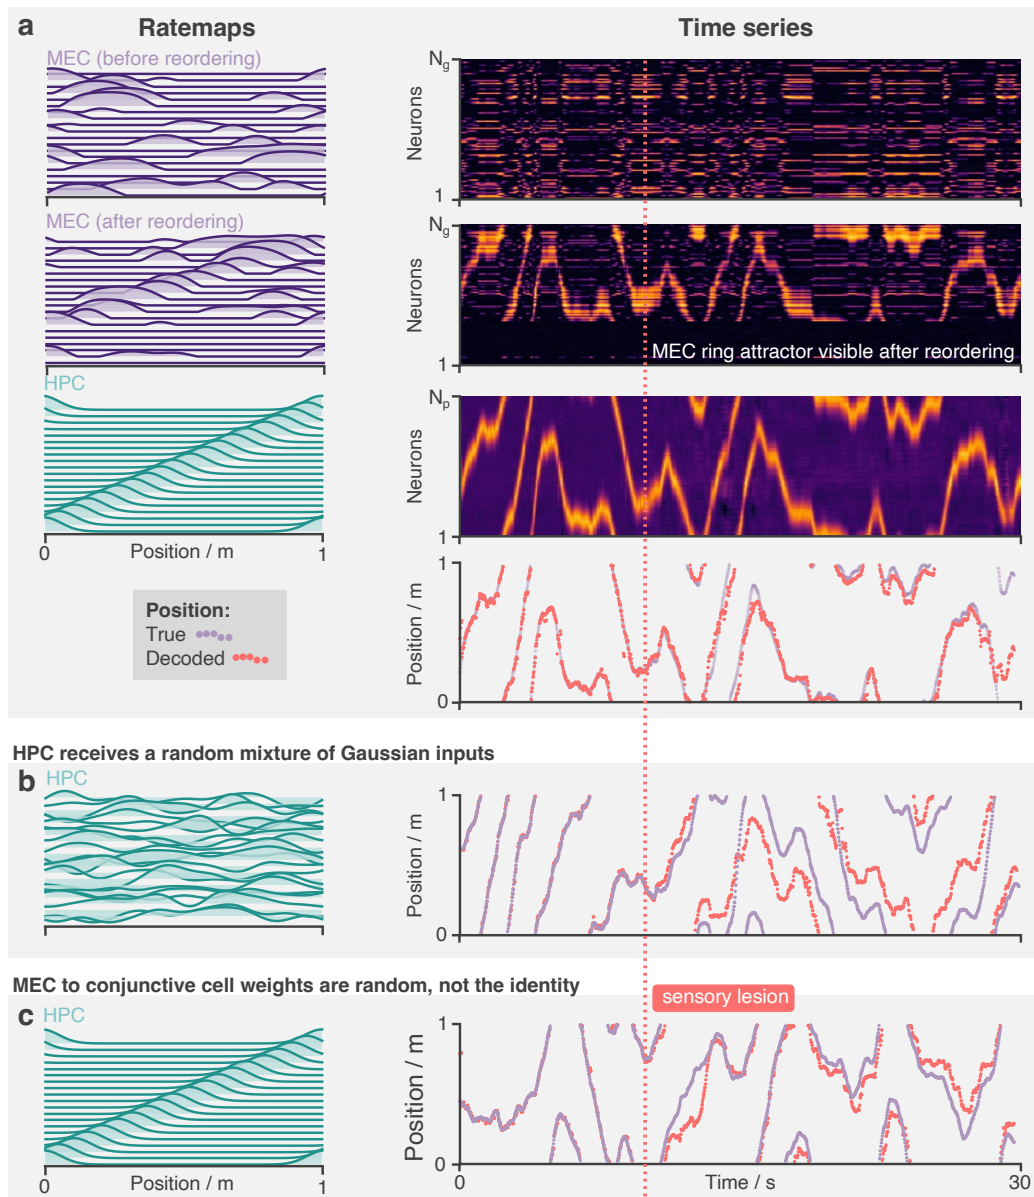 a
Ratemaps
Time series
MEC (before reordering)
Ng
Neurons
1
MEC (after reordering)
Ng
Neurons
1
MEC ring attractor visible after reordering
HPC
Np
Neurons
1
0
Position / m
1
Position:
True
Decoded
1
Position / m
0
HPC receives a random mixture of Gaussian inputs
b
HPC
1
Position / m
0
MEC to conjunctive cell weights are random, not the identity
sensory lesion
c
HPC
1
Position / m
0
0
Position / m
1
0
Time / s
30